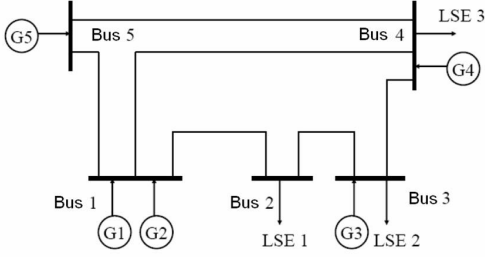 LSE 3
G5
Bus 5
Bus 4
G4
Bus 1
Bus 2
Bus 3
G1
G2
LSE 1
G3
LSE 2